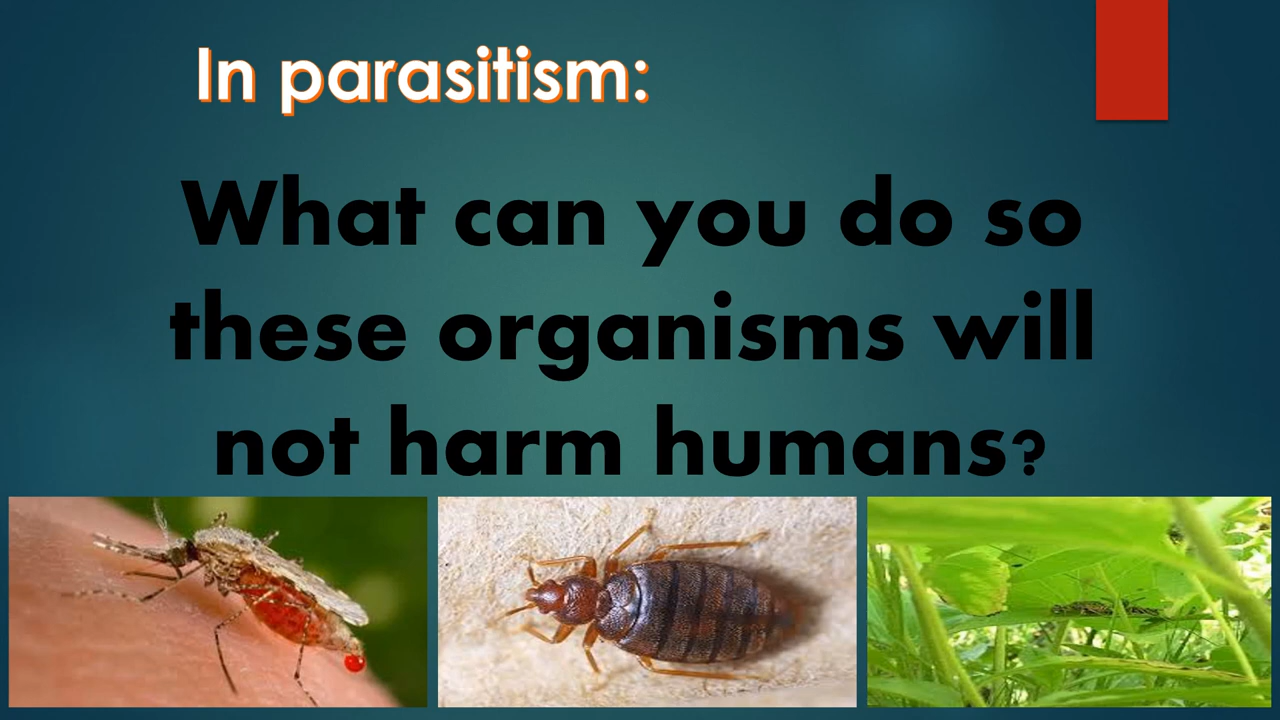 In parasitism:
What can you do so
these organisms will
not harm humans?